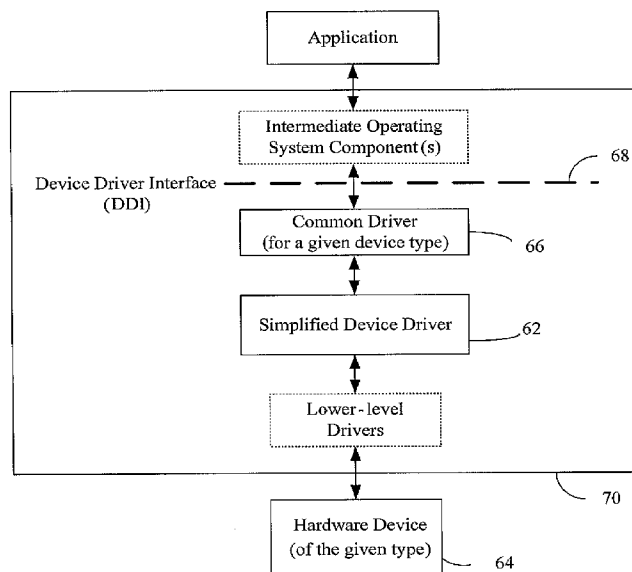 Application
Intermediate Operating
System Component(s)
68
Device Driver Interface
(DDI)
Common Driver
(for a given device type)
66
Simplified Device Driver
62
Lower-level
Drivers
70
Hardware Device
(of the given type)
64